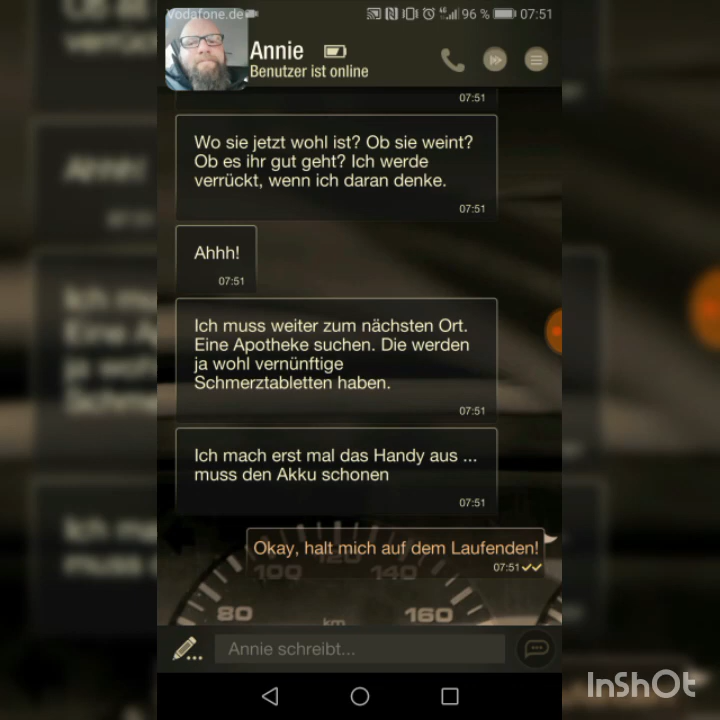 Vodafone.de
96 % 07:51
Annie
Benutzer ist online
07:51
Wo sie jetzt wohl ist? Ob sie weint?
Ob es ihr gut geht? Ich werde
verrückt, wenn ich daran denke.
07:51
Ahhh!
07:51
Ich muss weiter zum nächsten Ort.
Eine Apotheke suchen. Die werden
ja wohl vernünftige
Schmerztabletten haben.
07:51
Ich mach erst mal das Handy aus ...
muss den Akku schonen
07:51
Okay, halt mich auf dem Laufenden!
07:51
100 120 140
80 km 160
Annie schreibt...
InShOt